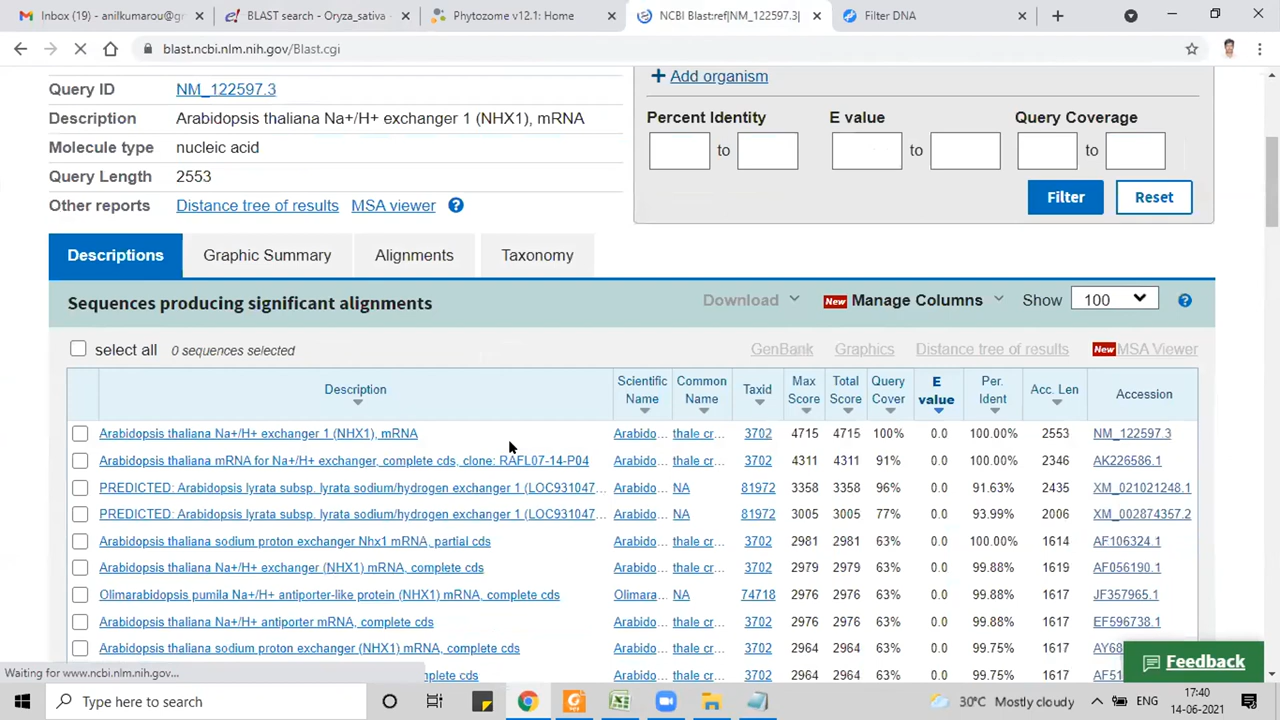 Inbox (19) - anilkumarou@gr
BLAST search - Oryza_sativa
Phytozome v12.1: Home
NCBI Blast:ref|NM_122597.3|
Filter DNA
blast.ncbi.nlm.nih.gov/Blast.cgi
Query ID NM_122597.3
Description Arabidopsis thaliana Na+/H+ exchanger 1 (NHX1), mRNA
Molecule type nucleic acid
Query Length 2553
Other reports Distance tree of results MSA viewer ?
+ Add organism
Percent Identity E value Query Coverage
to to to
Filter Reset
Descriptions Graphic Summary Alignments Taxonomy
Sequences producing significant alignments Download New Manage Columns Show 100 ?
select all 0 sequences selected GenBank Graphics Distance tree of results New MSA Viewer
Description Scientific Name Common Name Taxid Max Score Total Score Query Cover E value Per. Ident Acc. Len Accession
Arabidopsis thaliana Na+/H+ exchanger 1 (NHX1), mRNA Arabido... thale cr... 3702 4715 4715 100% 0.0 100.00% 2553 NM_122597.3
Arabidopsis thaliana mRNA for Na+/H+ exchanger, complete cds, clone: RAFL07-14-P04 Arabido... thale cr... 3702 4311 4311 91% 0.0 100.00% 2346 AK226586.1
PREDICTED: Arabidopsis lyrata subsp. lyrata sodium/hydrogen exchanger 1 (LOC931047... Arabido... NA 81972 3358 3358 96% 0.0 91.63% 2435 XM_021021248.1
PREDICTED: Arabidopsis lyrata subsp. lyrata sodium/hydrogen exchanger 1 (LOC931047... Arabido... NA 81972 3005 3005 77% 0.0 93.99% 2006 XM_002874357.2
Arabidopsis thaliana sodium proton exchanger Nhx1 mRNA, partial cds Arabido... thale cr... 3702 2981 2981 63% 0.0 100.00% 1614 AF106324.1
Arabidopsis thaliana Na+/H+ exchanger (NHX1) mRNA, complete cds Arabido... thale cr... 3702 2979 2979 63% 0.0 99.88% 1619 AF056190.1
Olimarabidopsis pumila Na+/H+ antiporter-like protein (NHX1) mRNA, complete cds Olimara... NA 74718 2976 2976 63% 0.0 99.88% 1617 JF357965.1
Arabidopsis thaliana Na+/H+ antiporter mRNA, complete cds Arabido... thale cr... 3702 2976 2976 63% 0.0 99.88% 1617 EF596738.1
Arabidopsis thaliana sodium proton exchanger (NHX1) mRNA, complete cds Arabido... thale cr... 3702 2964 2964 63% 0.0 99.75% 1617 AY68
complete cds Arabido... thale cr... 3702 2964 2964 63% 0.0 99.75% 1617 AF51
Feedback
Waiting for www.ncbi.nlm.nih.gov...
Type here to search
30°C Mostly cloudy
ENG
17:40
14-06-2021